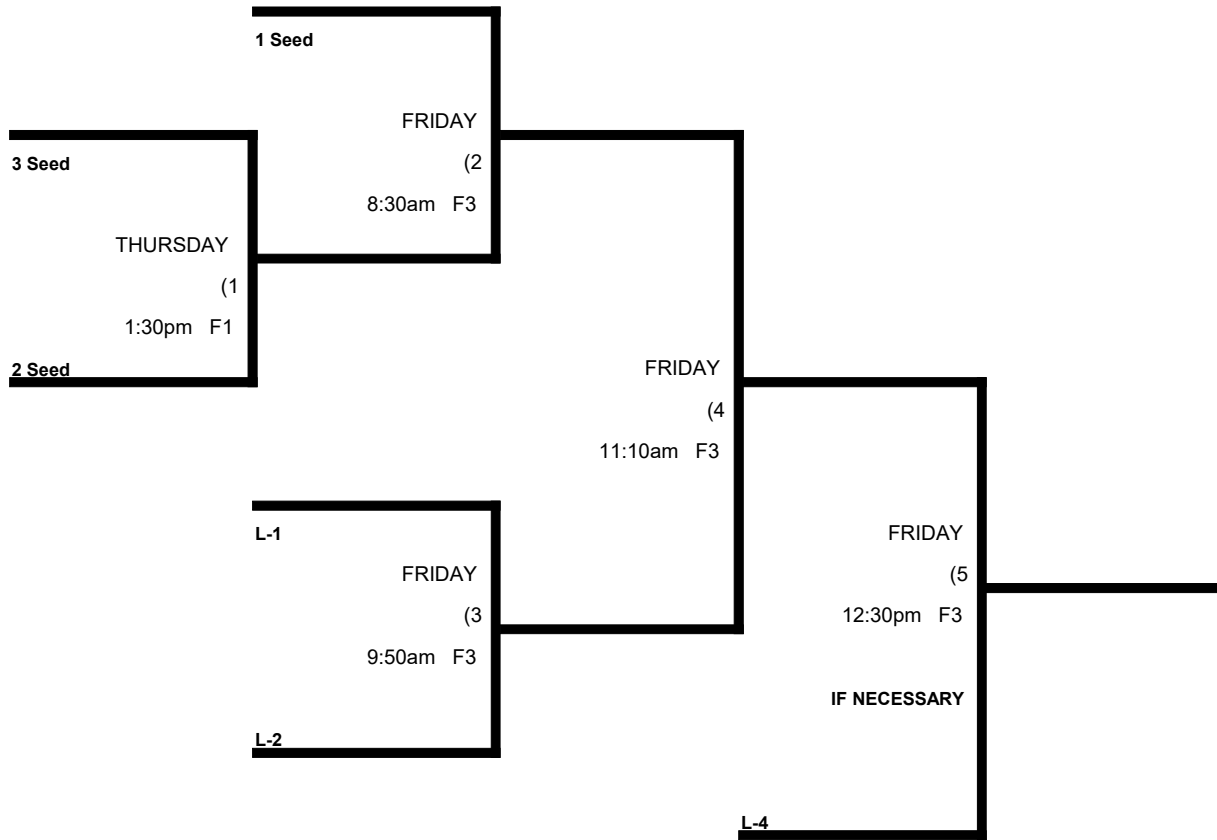 1 Seed
FRIDAY
(2
8:30am F3
3 Seed
THURSDAY
(1
1:30pm F1
2 Seed
FRIDAY
(4
11:10am F3
L-1
FRIDAY
(3
9:50am F3
L-2
FRIDAY
(5
12:30pm F3
IF NECESSARY
L-4